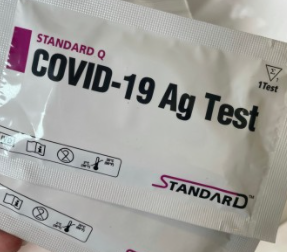 STANDARD Q
COVID-19 Ag Test
1Test
STANDARD